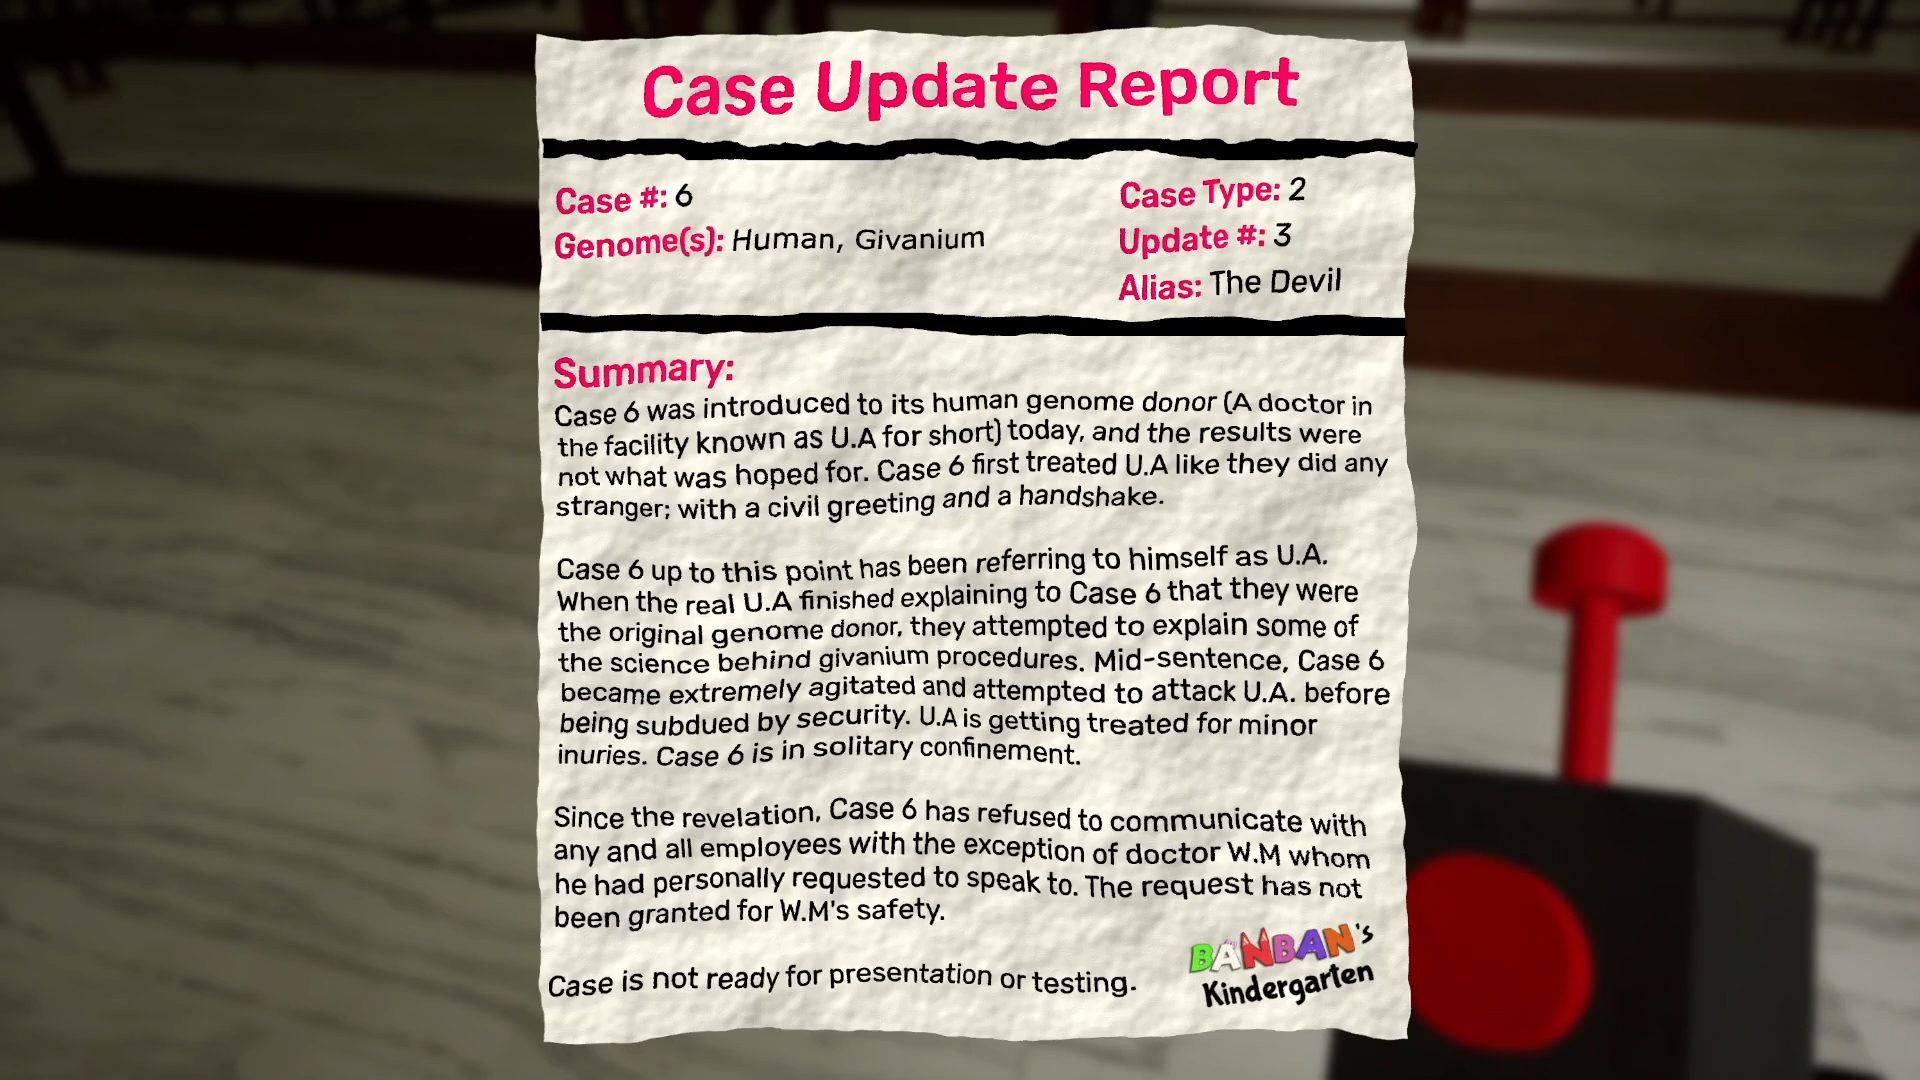 Case Update Report
Case #: 6
Case Type: 2
Genome(s): Human, Givanium
Update #: 3
Alias: The Devil
Summary:
Case 6 was introduced to its human genome donor (A doctor in
the facility known as U.A for short) today, and the results were
not what was hoped for. Case 6 first treated U.A like they did any
stranger; with a civil greeting and a handshake.
Case 6 up to this point has been referring to himself as U.A.
When the real U.A finished explaining to Case 6 that they were
the original genome donor, they attempted to explain some of
the science behind givanium procedures. Mid-sentence, Case 6
became extremely agitated and attempted to attack U.A. before
being subdued by security. U.A is getting treated for minor
inuries. Case 6 is in solitary confinement.
Since the revelation, Case 6 has refused to communicate with
any and all employees with the exception of doctor W.M whom
he had personally requested to speak to. The request has not
been granted for W.M's safety.
Case is not ready for presentation or testing.
BANBAN's
Kindergarten